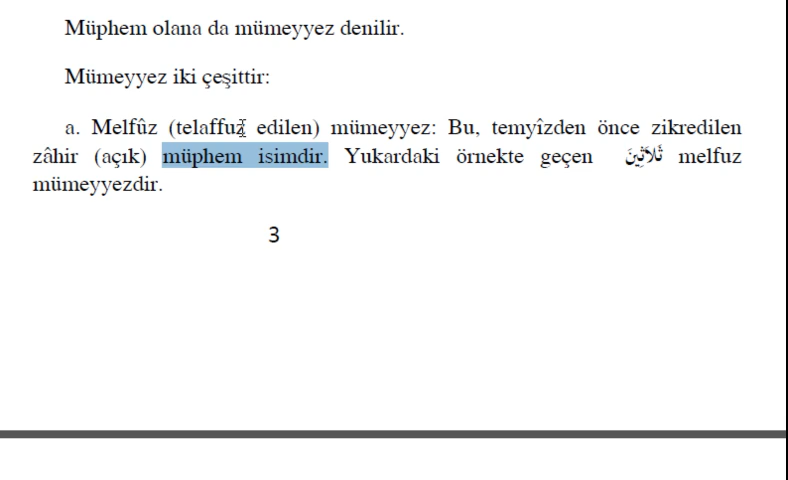 Müphem olana da mümeyyez denilir.
Mümeyyez iki çeşittir:
a. Melfûz (telaffuz edilen) mümeyyez: Bu, temyîzden önce zikredilen
zâhir (açık) müphem isimdir. Yukardaki örnekte geçen ثَلاَثِينَ melfuz
mümeyyezdir.
3